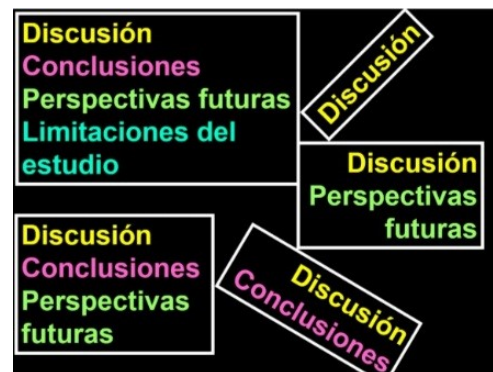 Discusión
Conclusiones
Perspectivas futuras
Limitaciones del
estudio
Discusión
Discusión
Perspectivas
futuras
Discusión
Conclusiones
Perspectivas
futuras
Discusión
Conclusiones